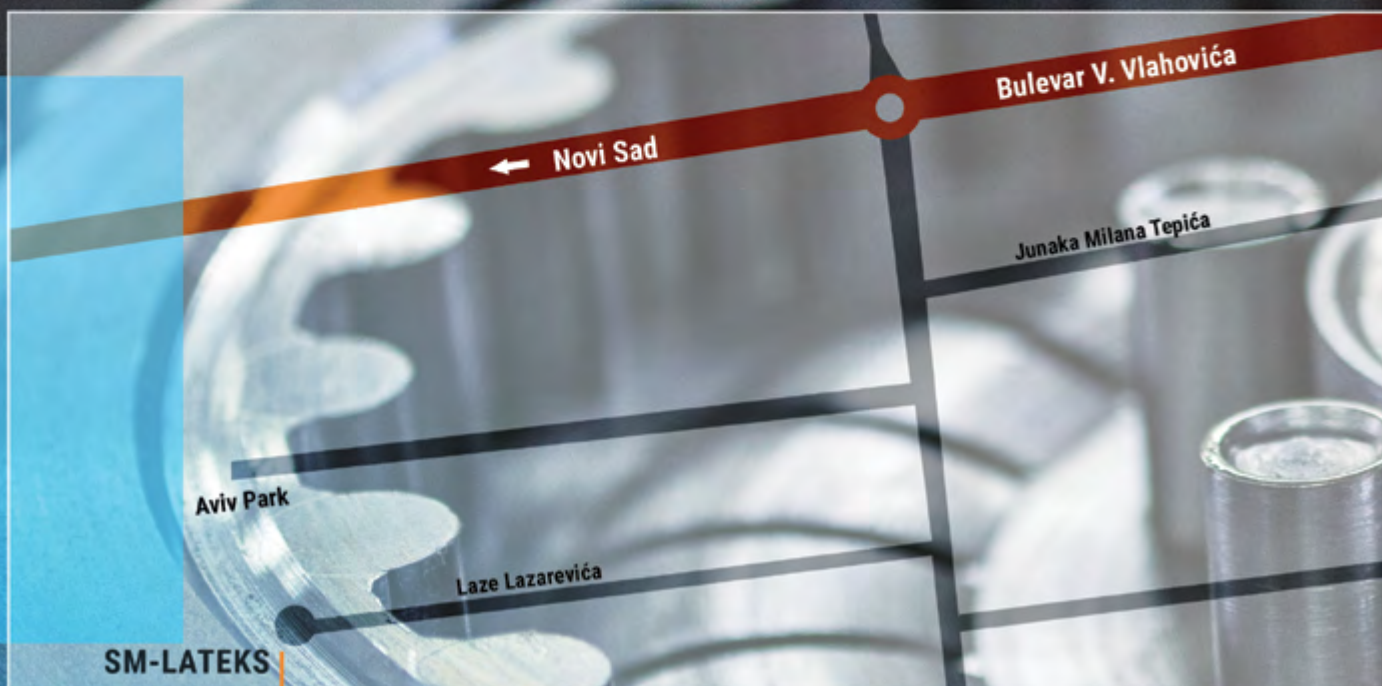 Bulevar V. Vlahovića
Novi Sad
Junaka Milana Tepića
Aviv Park
Laze Lazarevića
SM-LATEKS